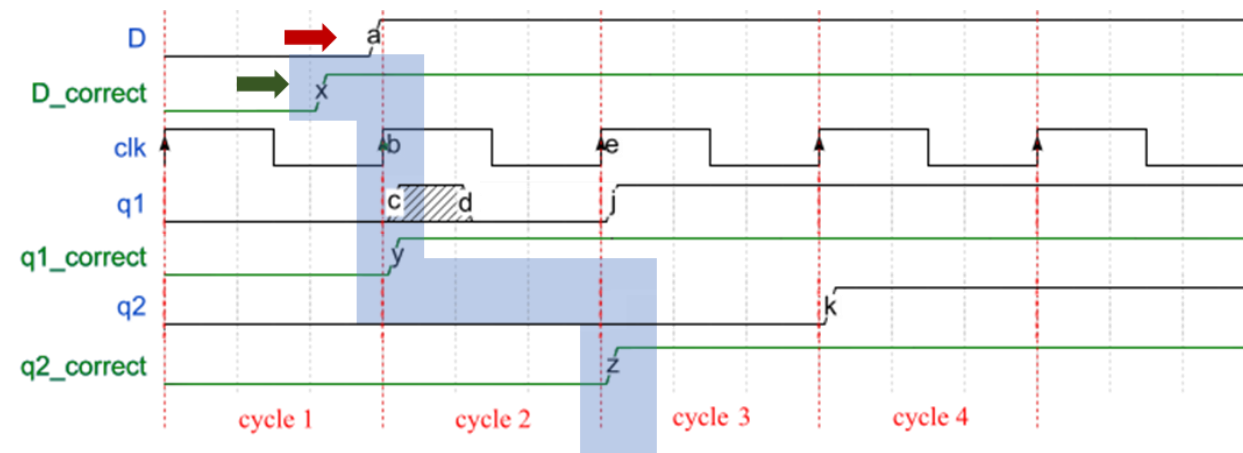 D a
D_correct x
clk b e
q1 c d j
q1_correct y
q2 k
q2_correct z
cycle 1 cycle 2 cycle 3 cycle 4